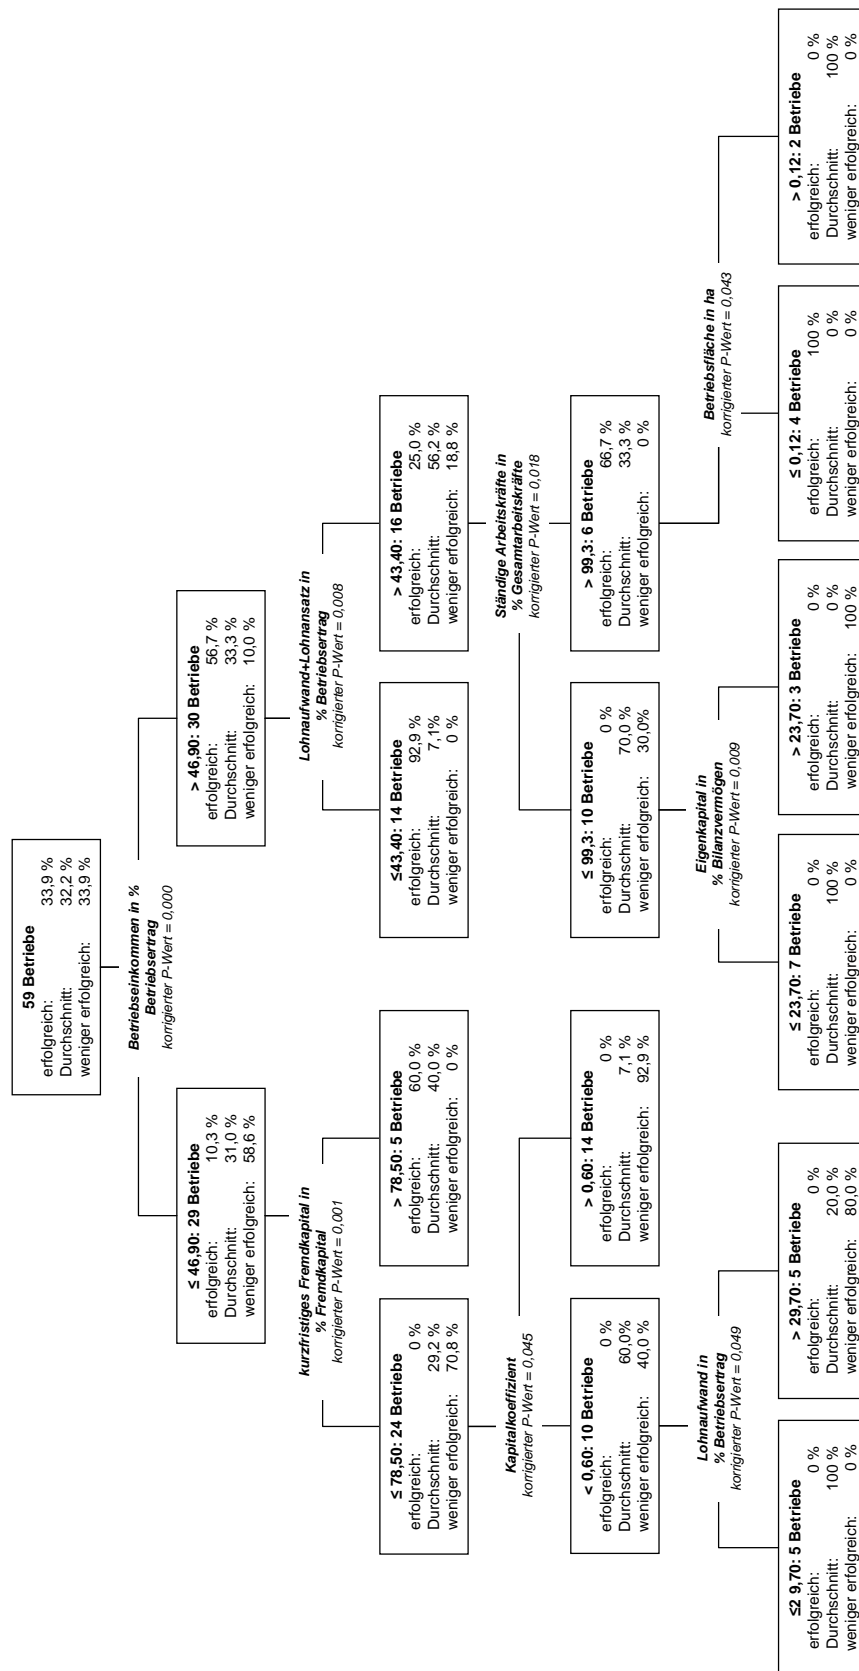 59 Betriebe
erfolgreich: 33,9 %
Durchschnitt: 32,2 %
weniger erfolgreich: 33,9 %
Betriebseinkommen in %
Betriebsertrag
korrigierter P-Wert = 0,000
≤ 46,90: 29 Betriebe
erfolgreich: 10,3 %
Durchschnitt: 31,0 %
weniger erfolgreich: 58,6 %
> 46,90: 30 Betriebe
erfolgreich: 56,7 %
Durchschnitt: 33,3 %
weniger erfolgreich: 10,0 %
kurzfristiges Fremdkapital in
% Fremdkapital
korrigierter P-Wert = 0,001
Lohnaufwand+Lohnansatz in
% Betriebsertrag
korrigierter P-Wert = 0,008
≤ 78,50: 24 Betriebe
erfolgreich: 0 %
Durchschnitt: 29,2 %
weniger erfolgreich: 70,8 %
> 78,50: 5 Betriebe
erfolgreich: 60,0 %
Durchschnitt: 40,0 %
weniger erfolgreich: 0 %
≤43,40: 14 Betriebe
erfolgreich: 92,9 %
Durchschnitt: 7,1%
weniger erfolgreich: 0 %
> 43,40: 16 Betriebe
erfolgreich: 25,0 %
Durchschnitt: 56,2 %
weniger erfolgreich: 18,8 %
Kapitalkoeffizient
korrigierter P-Wert = 0,045
Ständige Arbeitskräfte in
% Gesamtarbeitskräfte
korrigierter P-Wert = 0,018
< 0,60: 10 Betriebe
erfolgreich: 0 %
Durchschnitt: 60,0%
weniger erfolgreich: 40,0 %
> 0,60: 14 Betriebe
erfolgreich: 0 %
Durchschnitt: 7,1 %
weniger erfolgreich: 92,9 %
≤ 99,3: 10 Betriebe
erfolgreich: 0 %
Durchschnitt: 70,0 %
weniger erfolgreich: 30,0%
> 99,3: 6 Betriebe
erfolgreich: 66,7 %
Durchschnitt: 33,3 %
weniger erfolgreich: 0 %
Lohnaufwand in
% Betriebsertrag
korrigierter P-Wert = 0,049
Eigenkapital in
% Bilanzvermögen
korrigierter P-Wert = 0,009
Betriebsfläche in ha
korrigierter P-Wert = 0,043
≤2 9,70: 5 Betriebe
erfolgreich: 0 %
Durchschnitt: 100 %
weniger erfolgreich: 0 %
> 29,70: 5 Betriebe
erfolgreich: 0 %
Durchschnitt: 20,0 %
weniger erfolgreich: 80,0 %
≤ 23,70: 7 Betriebe
erfolgreich: 0 %
Durchschnitt: 100 %
weniger erfolgreich: 0 %
> 23,70: 3 Betriebe
erfolgreich: 0 %
Durchschnitt: 0 %
weniger erfolgreich: 100 %
≤ 0,12: 4 Betriebe
erfolgreich: 100 %
Durchschnitt: 0 %
weniger erfolgreich: 0 %
> 0,12: 2 Betriebe
erfolgreich: 0 %
Durchschnitt: 100 %
weniger erfolgreich: 0 %